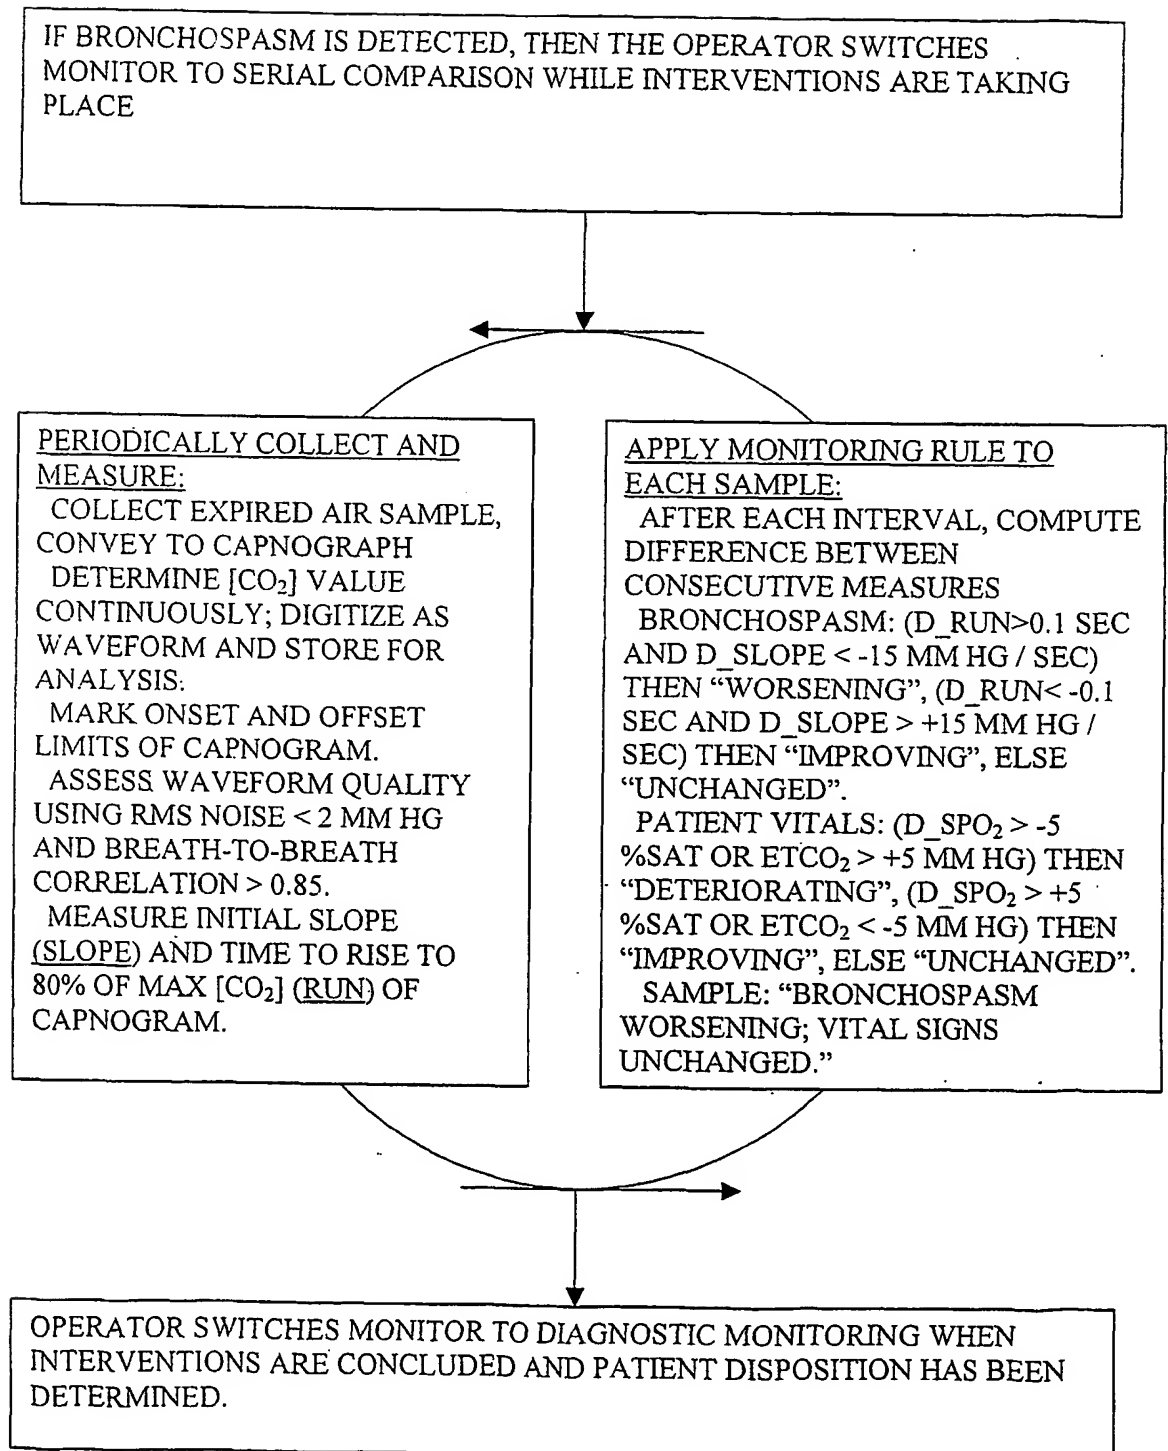 IF BRONCHOSPASM IS DETECTED, THEN THE OPERATOR SWITCHES
MONITOR TO SERIAL COMPARISON WHILE INTERVENTIONS ARE TAKING
PLACE
PERIODICALLY COLLECT AND
MEASURE:
COLLECT EXPIRED AIR SAMPLE,
CONVEY TO CAPNOGRAPH
DETERMINE [CO₂] VALUE
CONTINUOUSLY; DIGITIZE AS
WAVEFORM AND STORE FOR
ANALYSIS.
MARK ONSET AND OFFSET
LIMITS OF CAPNOGRAM.
ASSESS WAVEFORM QUALITY
USING RMS NOISE < 2 MM HG
AND BREATH-TO-BREATH
CORRELATION > 0.85.
MEASURE INITIAL SLOPE
(SLOPE) AND TIME TO RISE TO
80% OF MAX [CO₂] (RUN) OF
CAPNOGRAM.
APPLY MONITORING RULE TO
EACH SAMPLE:
AFTER EACH INTERVAL, COMPUTE
DIFFERENCE BETWEEN
CONSECUTIVE MEASURES
BRONCHOSPASM: (D_RUN>0.1 SEC
AND D_SLOPE < -15 MM HG / SEC)
THEN “WORSENING”, (D_RUN< -0.1
SEC AND D_SLOPE > +15 MM HG /
SEC) THEN “IMPROVING”, ELSE
“UNCHANGED”.
PATIENT VITALS: (D_SPO₂ > -5
%SAT OR ETCO₂ > +5 MM HG) THEN
“DETERIORATING”, (D_SPO₂ > +5
%SAT OR ETCO₂ < -5 MM HG) THEN
“IMPROVING”, ELSE “UNCHANGED”.
SAMPLE: “BRONCHOSPASM
WORSENING; VITAL SIGNS
UNCHANGED.”
OPERATOR SWITCHES MONITOR TO DIAGNOSTIC MONITORING WHEN
INTERVENTIONS ARE CONCLUDED AND PATIENT DISPOSITION HAS BEEN
DETERMINED.